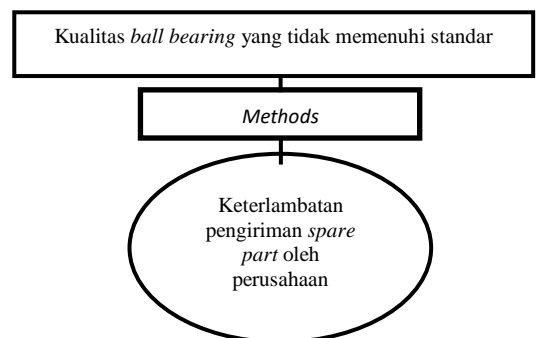 Kualitas ball bearing yang tidak memenuhi standar
Methods
Keterlambatan
pengiriman spare
part oleh
perusahaan